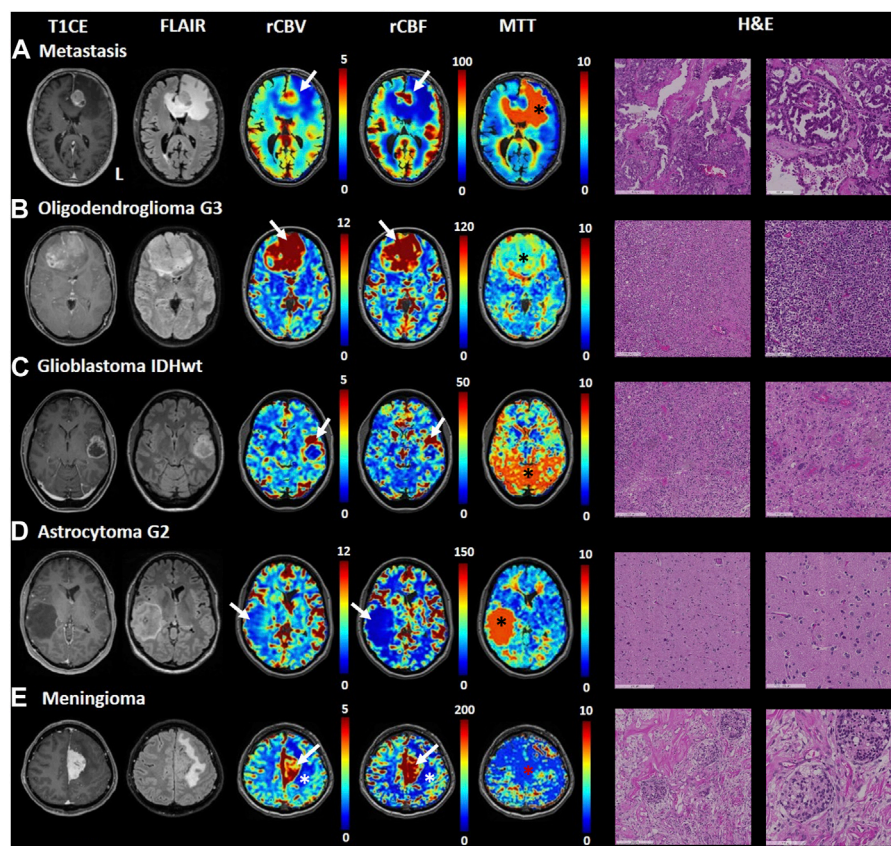 T1CE FLAIR rCBV rCBF MTT H&E
A Metastasis
5 100 10
L
0 0 0
B Oligodendroglioma G3
12 120 10
* 
0 0 0
C Glioblastoma IDHwt
5 50 10
0 0 0
D Astrocytoma G2
12 150 10
0 0 0
E Meningioma
5 200 10
0 0 0